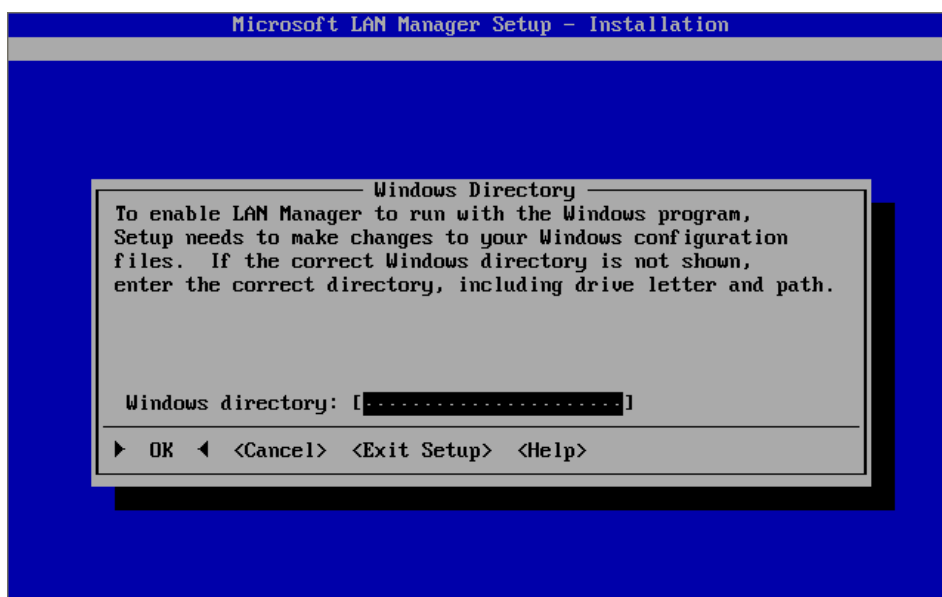 Microsoft LAN Manager Setup - Installation
Windows Directory
To enable LAN Manager to run with the Windows program,
Setup needs to make changes to your Windows configuration
files.  If the correct Windows directory is not shown,
enter the correct directory, including drive letter and path.
Windows directory: [······················]
► OK ◄ <Cancel> <Exit Setup> <Help>